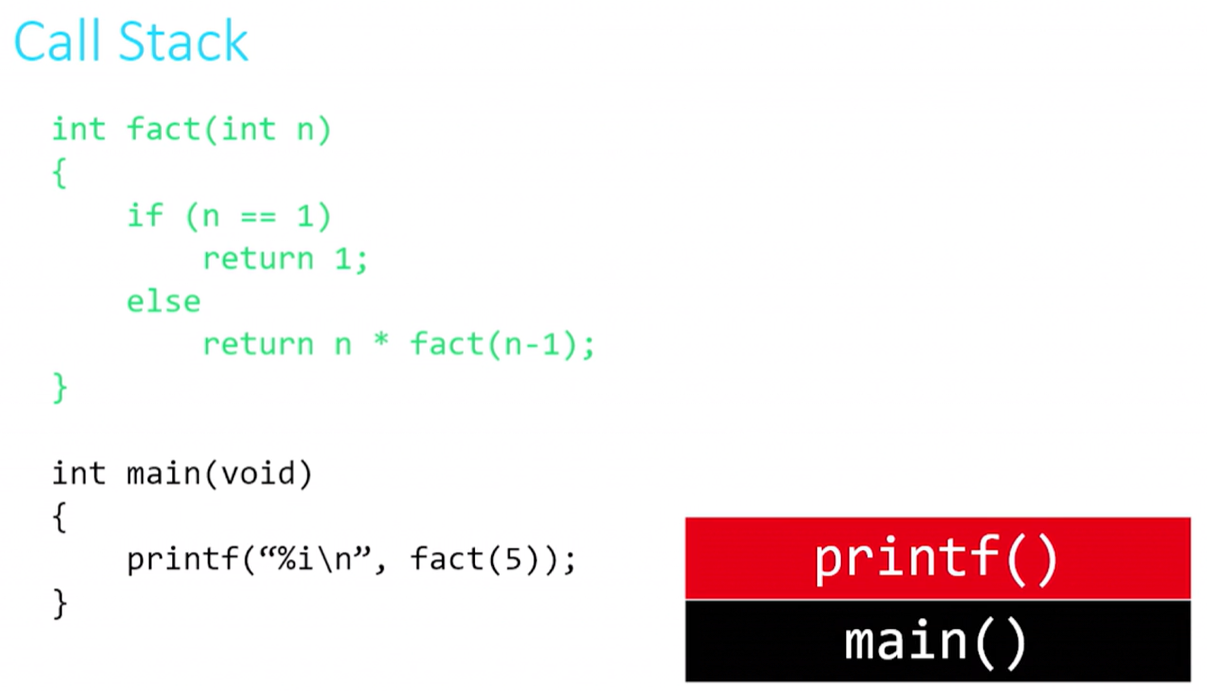 Call Stack
int fact(int n)
{
    if (n == 1)
        return 1;
    else
        return n * fact(n-1);
}
int main(void)
{
    printf(“%i\n”, fact(5));
}
printf()
main()